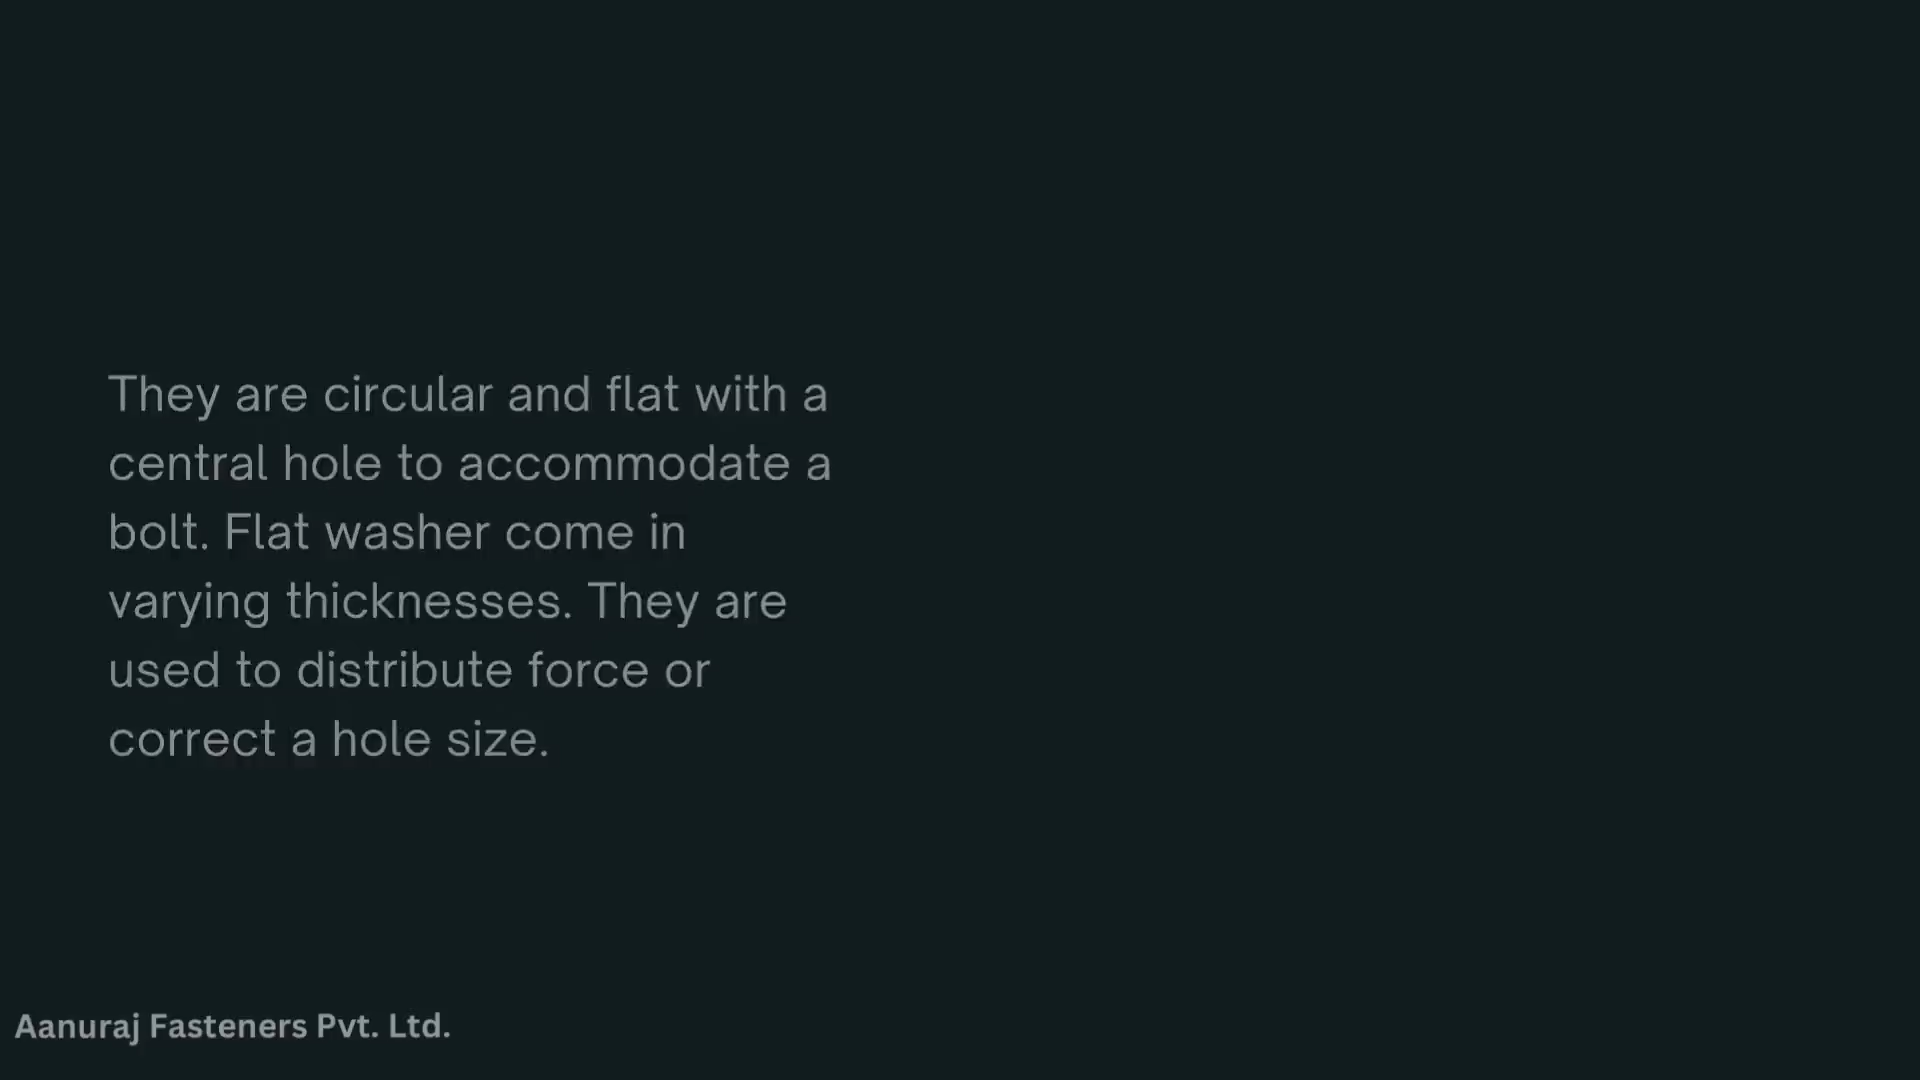 They are circular and flat with a
central hole to accommodate a
bolt. Flat washer come in
varying thicknesses. They are
used to distribute force or
correct a hole size.
Aanuraj Fasteners Pvt. Ltd.